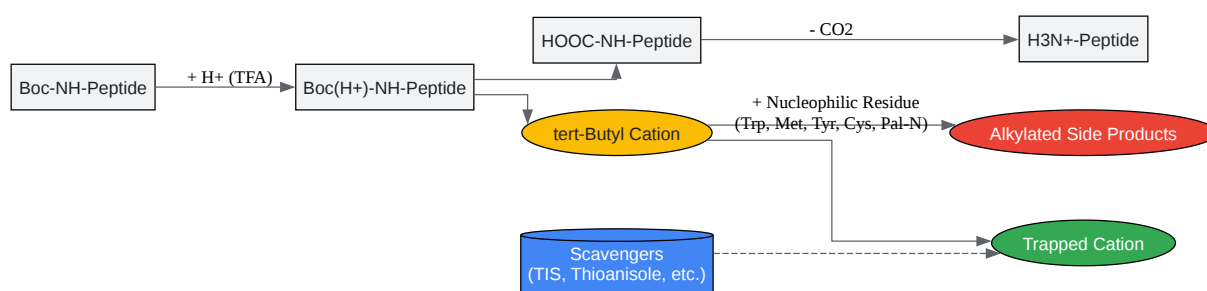 HOOC-NH-Peptide
- CO2
H3N+-Peptide
Boc-NH-Peptide
+ H+ (TFA)
Boc(H+)-NH-Peptide
tert-Butyl Cation
+ Nucleophilic Residue
(Trp, Met, Tyr, Cys, Pal-N)
Alkylated Side Products
Scavengers
(TIS, Thioanisole, etc.)
Trapped Cation